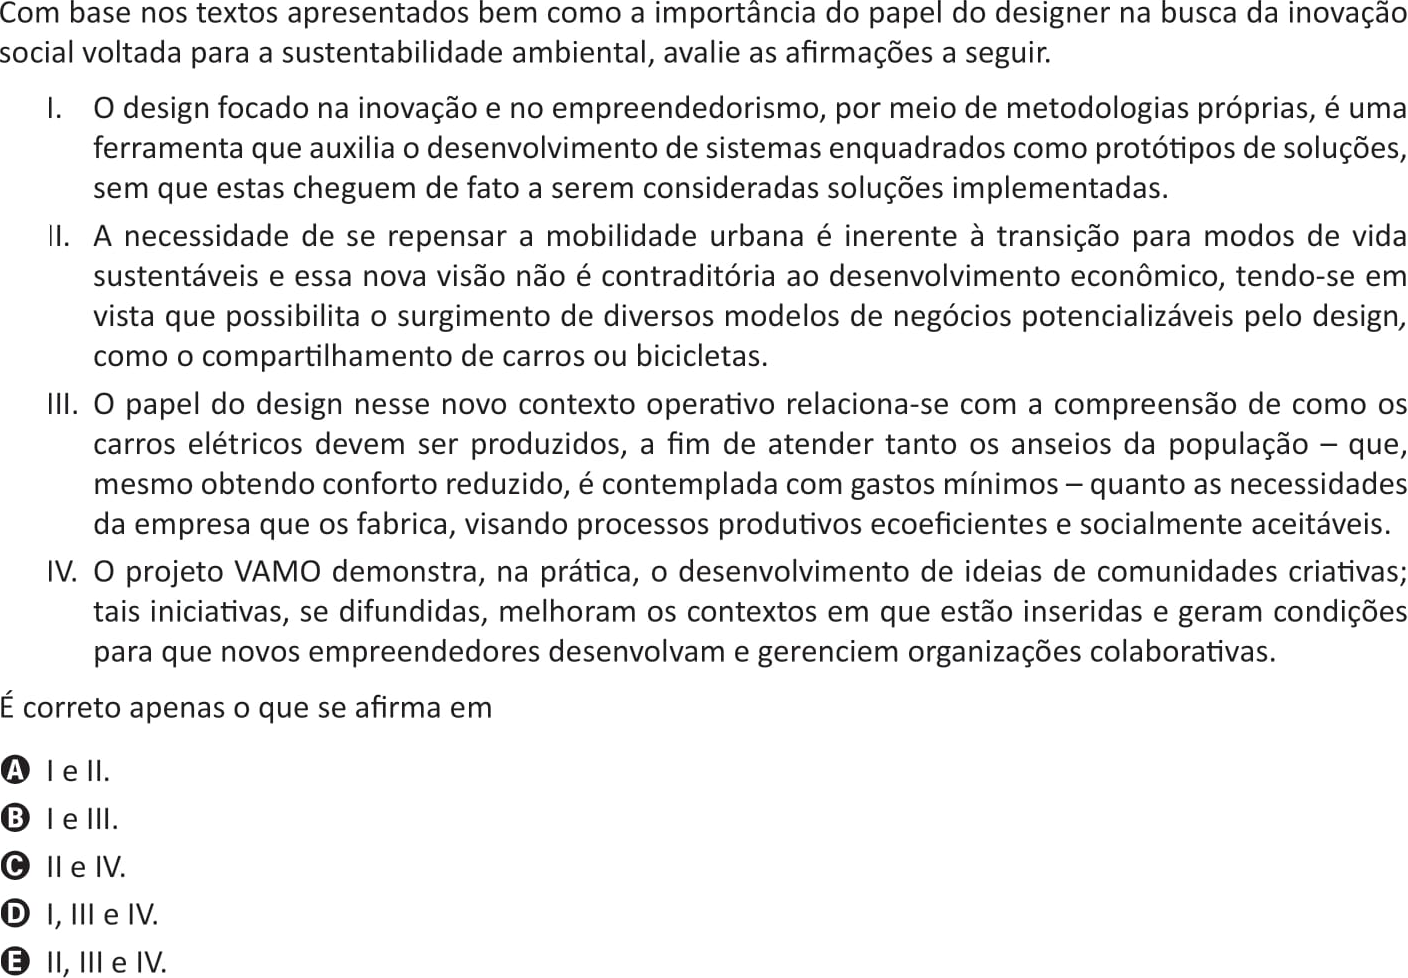 Com base nos textos apresentados bem como a importância do papel do designer na busca da inovação
social voltada para a sustentabilidade ambiental, avalie as afirmações a seguir.
I. O design focado na inovação e no empreendedorismo, por meio de metodologias próprias, é uma
ferramenta que auxilia o desenvolvimento de sistemas enquadrados como protótipos de soluções,
sem que estas cheguem de fato a serem consideradas soluções implementadas.
II. A necessidade de se repensar a mobilidade urbana é inerente à transição para modos de vida
sustentáveis e essa nova visão não é contraditória ao desenvolvimento econômico, tendo-se em
vista que possibilita o surgimento de diversos modelos de negócios potencializáveis pelo design,
como o compartilhamento de carros ou bicicletas.
III. O papel do design nesse novo contexto operativo relaciona-se com a compreensão de como os
carros elétricos devem ser produzidos, a fim de atender tanto os anseios da população – que,
mesmo obtendo conforto reduzido, é contemplada com gastos mínimos – quanto as necessidades
da empresa que os fabrica, visando processos produtivos ecoeficientes e socialmente aceitáveis.
IV. O projeto VAMO demonstra, na prática, o desenvolvimento de ideias de comunidades criativas;
tais iniciativas, se difundidas, melhoram os contextos em que estão inseridas e geram condições
para que novos empreendedores desenvolvam e gerenciem organizações colaborativas.
É correto apenas o que se afirma em
A I e II.
B I e III.
C II e IV.
D I, III e IV.
E II, III e IV.